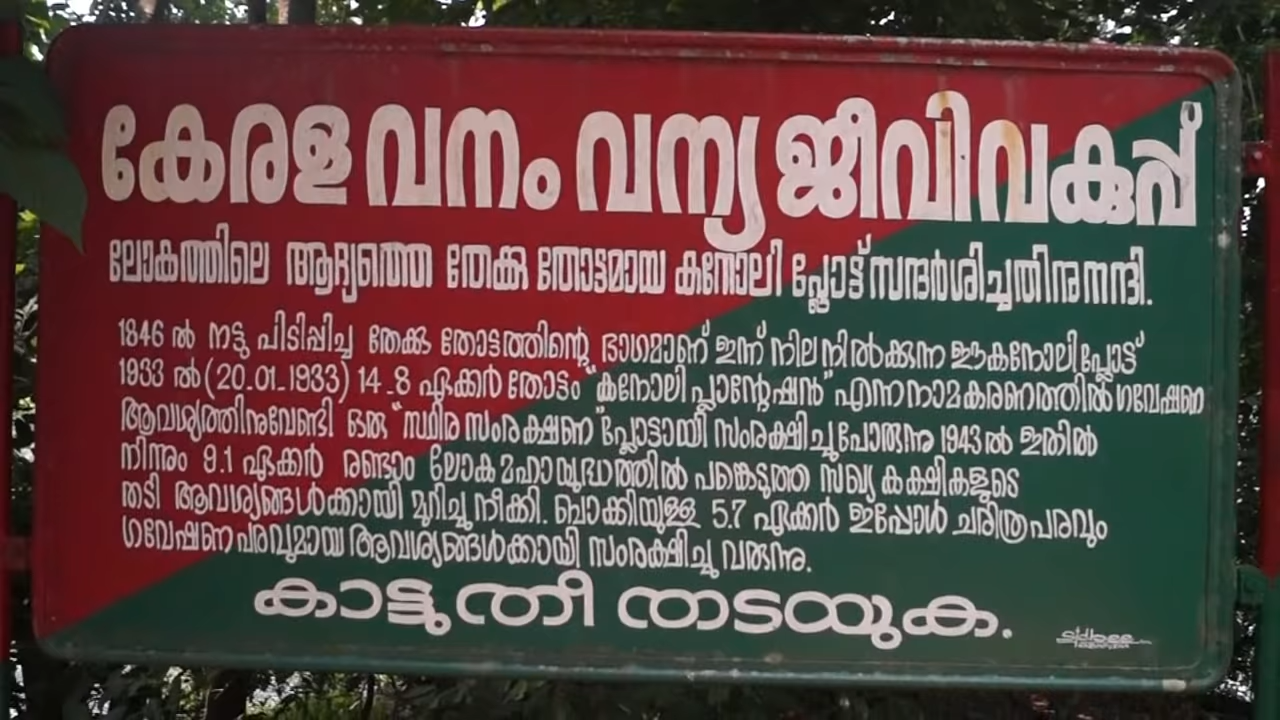 കേരള വനം വന്യ ജീവി വകുപ്പ്
ലോകത്തിലെ ആദ്യത്തെ തേക്കു തോട്ടമായ കനോലി പ്ലോട്ട് സന്ദർശിച്ചതിനു നന്ദി.
1846 ൽ നട്ടു പിടിപ്പിച്ച തേക്കു തോട്ടത്തിന്റെ ഭാഗമാണ് ഇന്ന് നില നിൽക്കുന്ന ഈ കനോലി പ്ലോട്ട്
1933 ൽ (20-01-1933) 14-8 ഏക്കർ തോട്ടം "കനോലി പ്ലാന്റേഷൻ" എന്ന നാമകരണത്തിൽ ഗവേഷണ
ആവശ്യത്തിനുവേണ്ടി ഒരു "സ്ഥിര സംരക്ഷണ" പ്ലോട്ടായി സംരക്ഷിച്ചു പോരുന്നു 1943 ൽ ഇതിൽ
നിന്നും 9.1 ഏക്കർ രണ്ടാം ലോക മഹായുദ്ധത്തിൽ പങ്കെടുത്ത സഖ്യ കക്ഷികളുടെ
തടി ആവശ്യങ്ങൾക്കായി മുറിച്ചു നീക്കി. ബാക്കിയുള്ള 5.7 ഏക്കർ ഇപ്പോൾ ചരിത്രപരവും
ഗവേഷണപരവുമായ ആവശ്യങ്ങൾക്കായി സംരക്ഷിച്ചു വരുന്നു.
കാട്ടുതീ തടയുക.